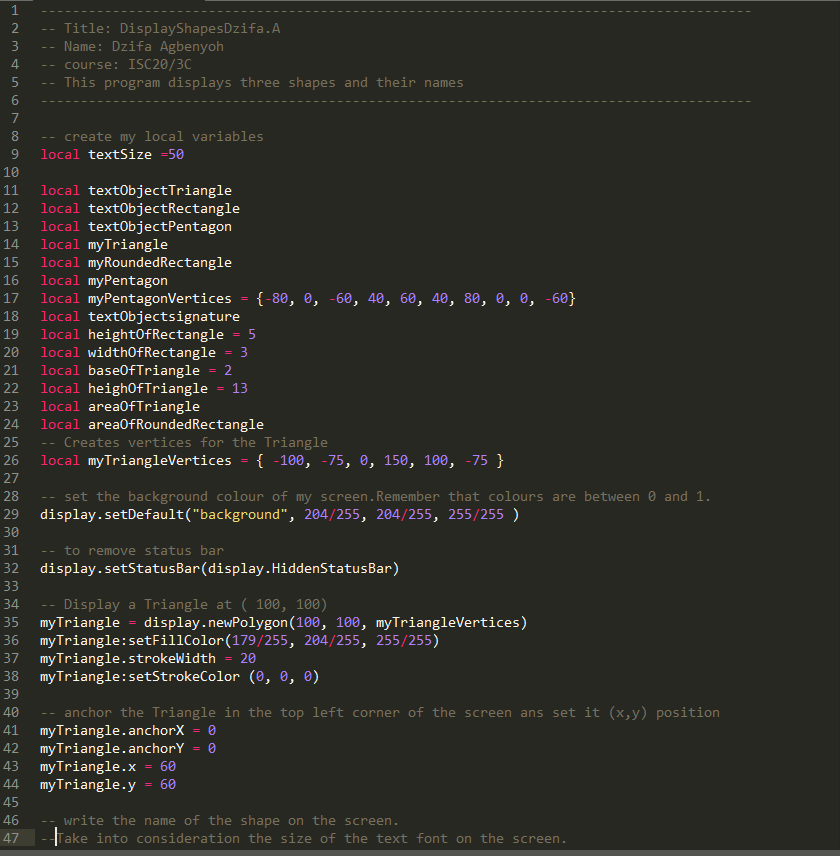 1 -----------------------------------------------------------------------------------------
2 -- Title: DisplayShapesDzifa.A
3 -- Name: Dzifa Agbenyoh
4 -- course: ISC20/3C
5 -- This program displays three shapes and their names
6 -----------------------------------------------------------------------------------------
7
8 -- create my local variables
9 local textSize =50
10
11 local textObjectTriangle
12 local textObjectRectangle
13 local textObjectPentagon
14 local myTriangle
15 local myRoundedRectangle
16 local myPentagon
17 local myPentagonVertices = {-80, 0, -60, 40, 60, 40, 80, 0, 0, -60}
18 local textObjectsignature
19 local heightOfRectangle = 5
20 local widthOfRectangle = 3
21 local baseOfTriangle = 2
22 local heighOfTriangle = 13
23 local areaOfTriangle
24 local areaOfRoundedRectangle
25 -- Creates vertices for the Triangle
26 local myTriangleVertices = { -100, -75, 0, 150, 100, -75 }
27
28 -- set the background colour of my screen.Remember that colours are between 0 and 1.
29 display.setDefault("background", 204/255, 204/255, 255/255 )
30
31 -- to remove status bar
32 display.setStatusBar(display.HiddenStatusBar)
33
34 -- Display a Triangle at ( 100, 100)
35 myTriangle = display.newPolygon(100, 100, myTriangleVertices)
36 myTriangle:setFillColor(179/255, 204/255, 255/255)
37 myTriangle.strokeWidth = 20
38 myTriangle:setStrokeColor (0, 0, 0)
39
40 -- anchor the Triangle in the top left corner of the screen ans set it (x,y) position
41 myTriangle.anchorX = 0
42 myTriangle.anchorY = 0
43 myTriangle.x = 60
44 myTriangle.y = 60
45
46 -- write the name of the shape on the screen.
47 --Take into consideration the size of the text font on the screen.